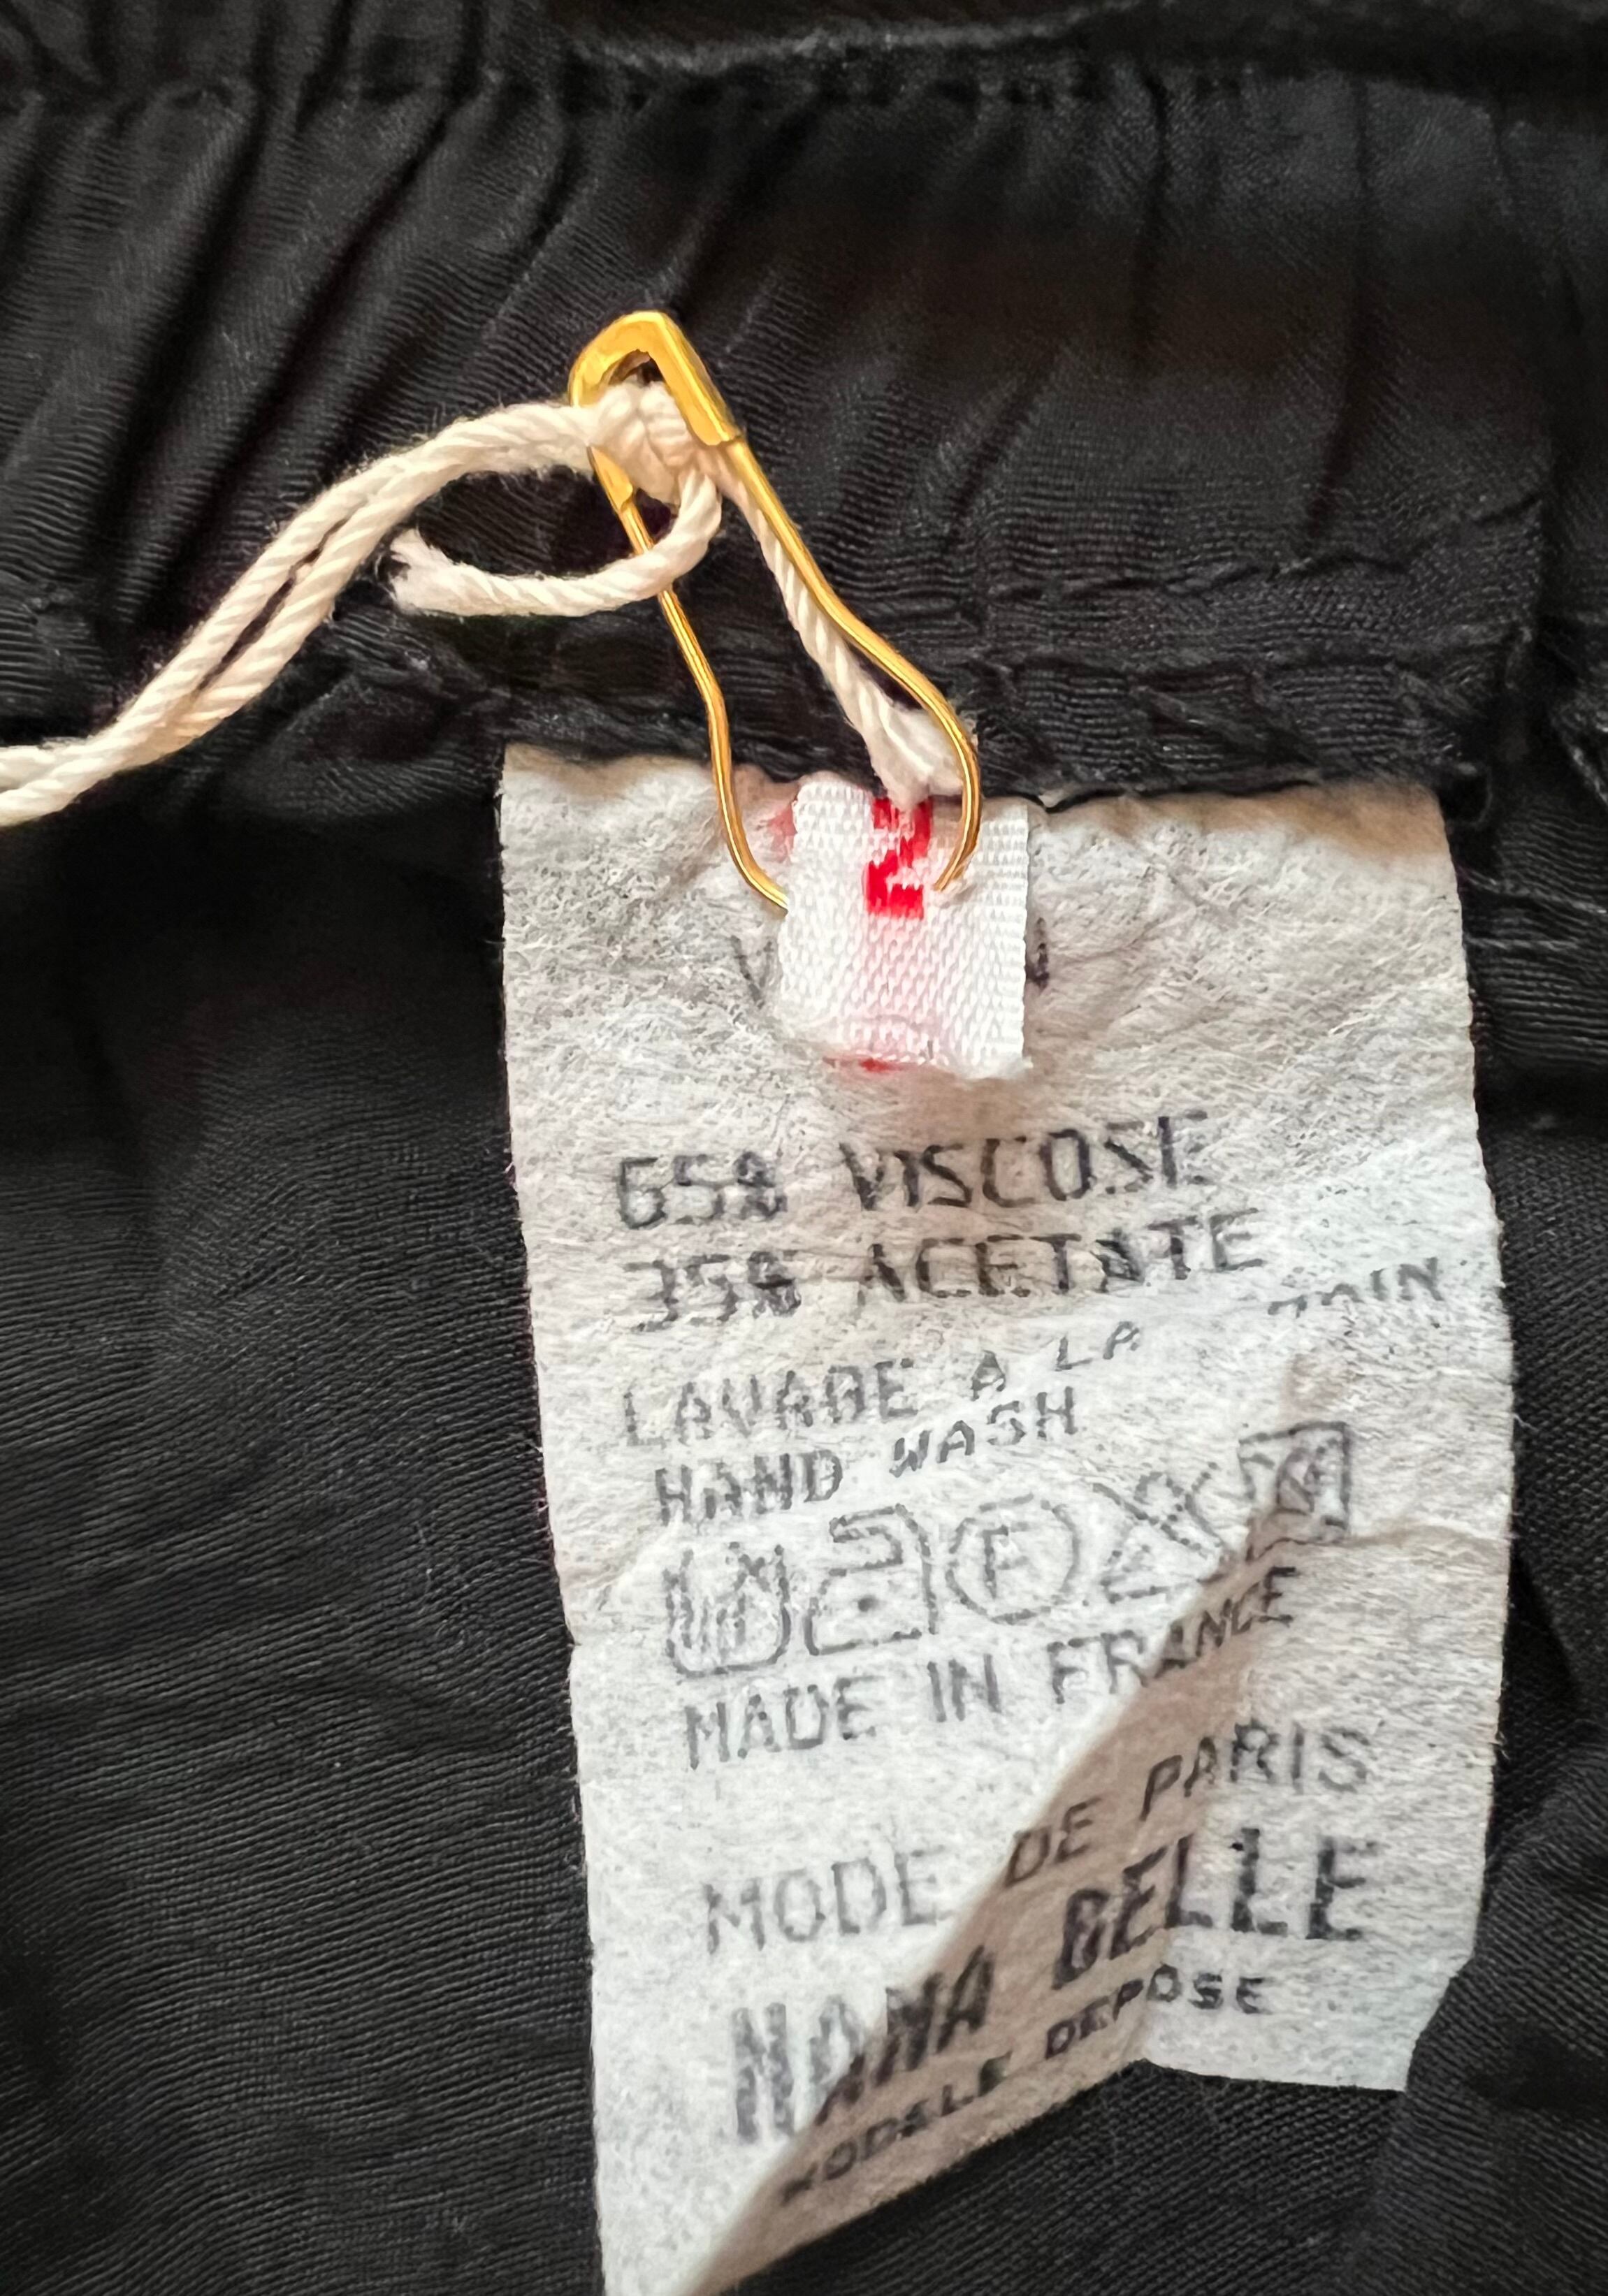 2
65% VISCOSE
35% ACETATE
LAVAGE A LA MAIN
HAND WASH
F
MADE IN FRANCE
MODE DE PARIS
NANA BELLE
MODELE DEPOSE